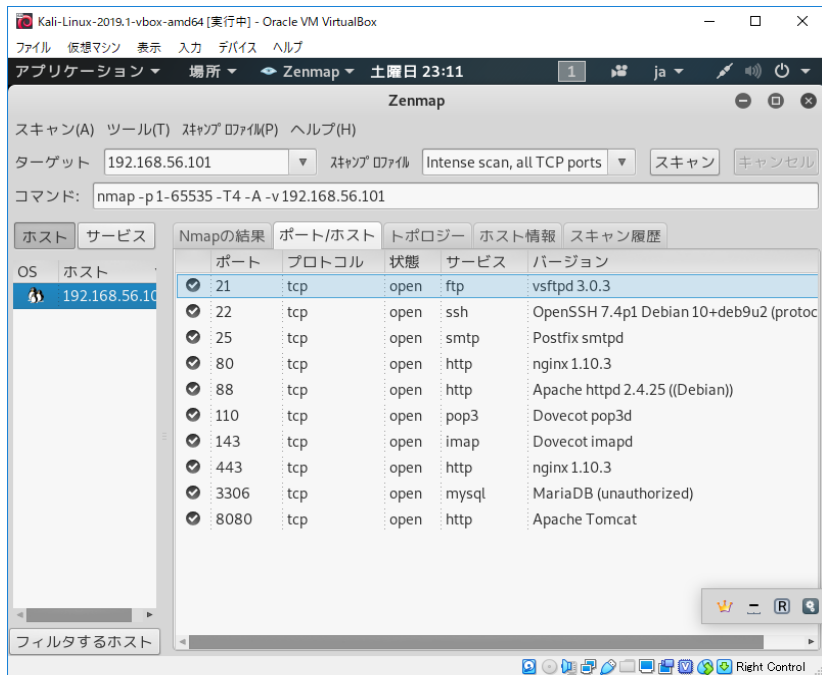 Kali-Linux-2019.1-vbox-amd64 [実行中] - Oracle VM VirtualBox
ファイル 仮想マシン 表示 入力 デバイス ヘルプ
アプリケーション 場所 Zenmap 土曜日 23:11 1 ja
Zenmap
スキャン(A) ツール(T) ｽｷｬﾝﾌﾟﾛﾌｧｲﾙ(P) ヘルプ(H)
ターゲット 192.168.56.101 ｽｷｬﾝﾌﾟﾛﾌｧｲﾙ Intense scan, all TCP ports スキャン キャンセル
コマンド: nmap -p 1-65535 -T4 -A -v 192.168.56.101
ホスト サービス Nmapの結果 ポート/ホスト トポロジー ホスト情報 スキャン履歴
OS ホスト ポート プロトコル 状態 サービス バージョン
192.168.56.10 21 tcp open ftp vsftpd 3.0.3
22 tcp open ssh OpenSSH 7.4p1 Debian 10+deb9u2 (protoc
25 tcp open smtp Postfix smtpd
80 tcp open http nginx 1.10.3
88 tcp open http Apache httpd 2.4.25 ((Debian))
110 tcp open pop3 Dovecot pop3d
143 tcp open imap Dovecot imapd
443 tcp open http nginx 1.10.3
3306 tcp open mysql MariaDB (unauthorized)
8080 tcp open http Apache Tomcat
R
フィルタするホスト
Right Control